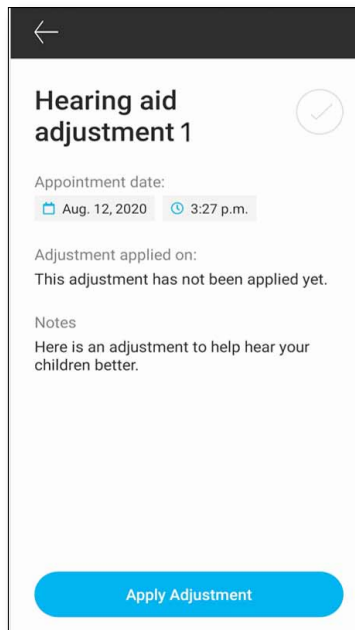 Hearing aid
adjustment 1
Appointment date:
Aug. 12, 2020 3:27 p.m.
Adjustment applied on:
This adjustment has not been applied yet.
Notes
Here is an adjustment to help hear your
children better.
Apply Adjustment